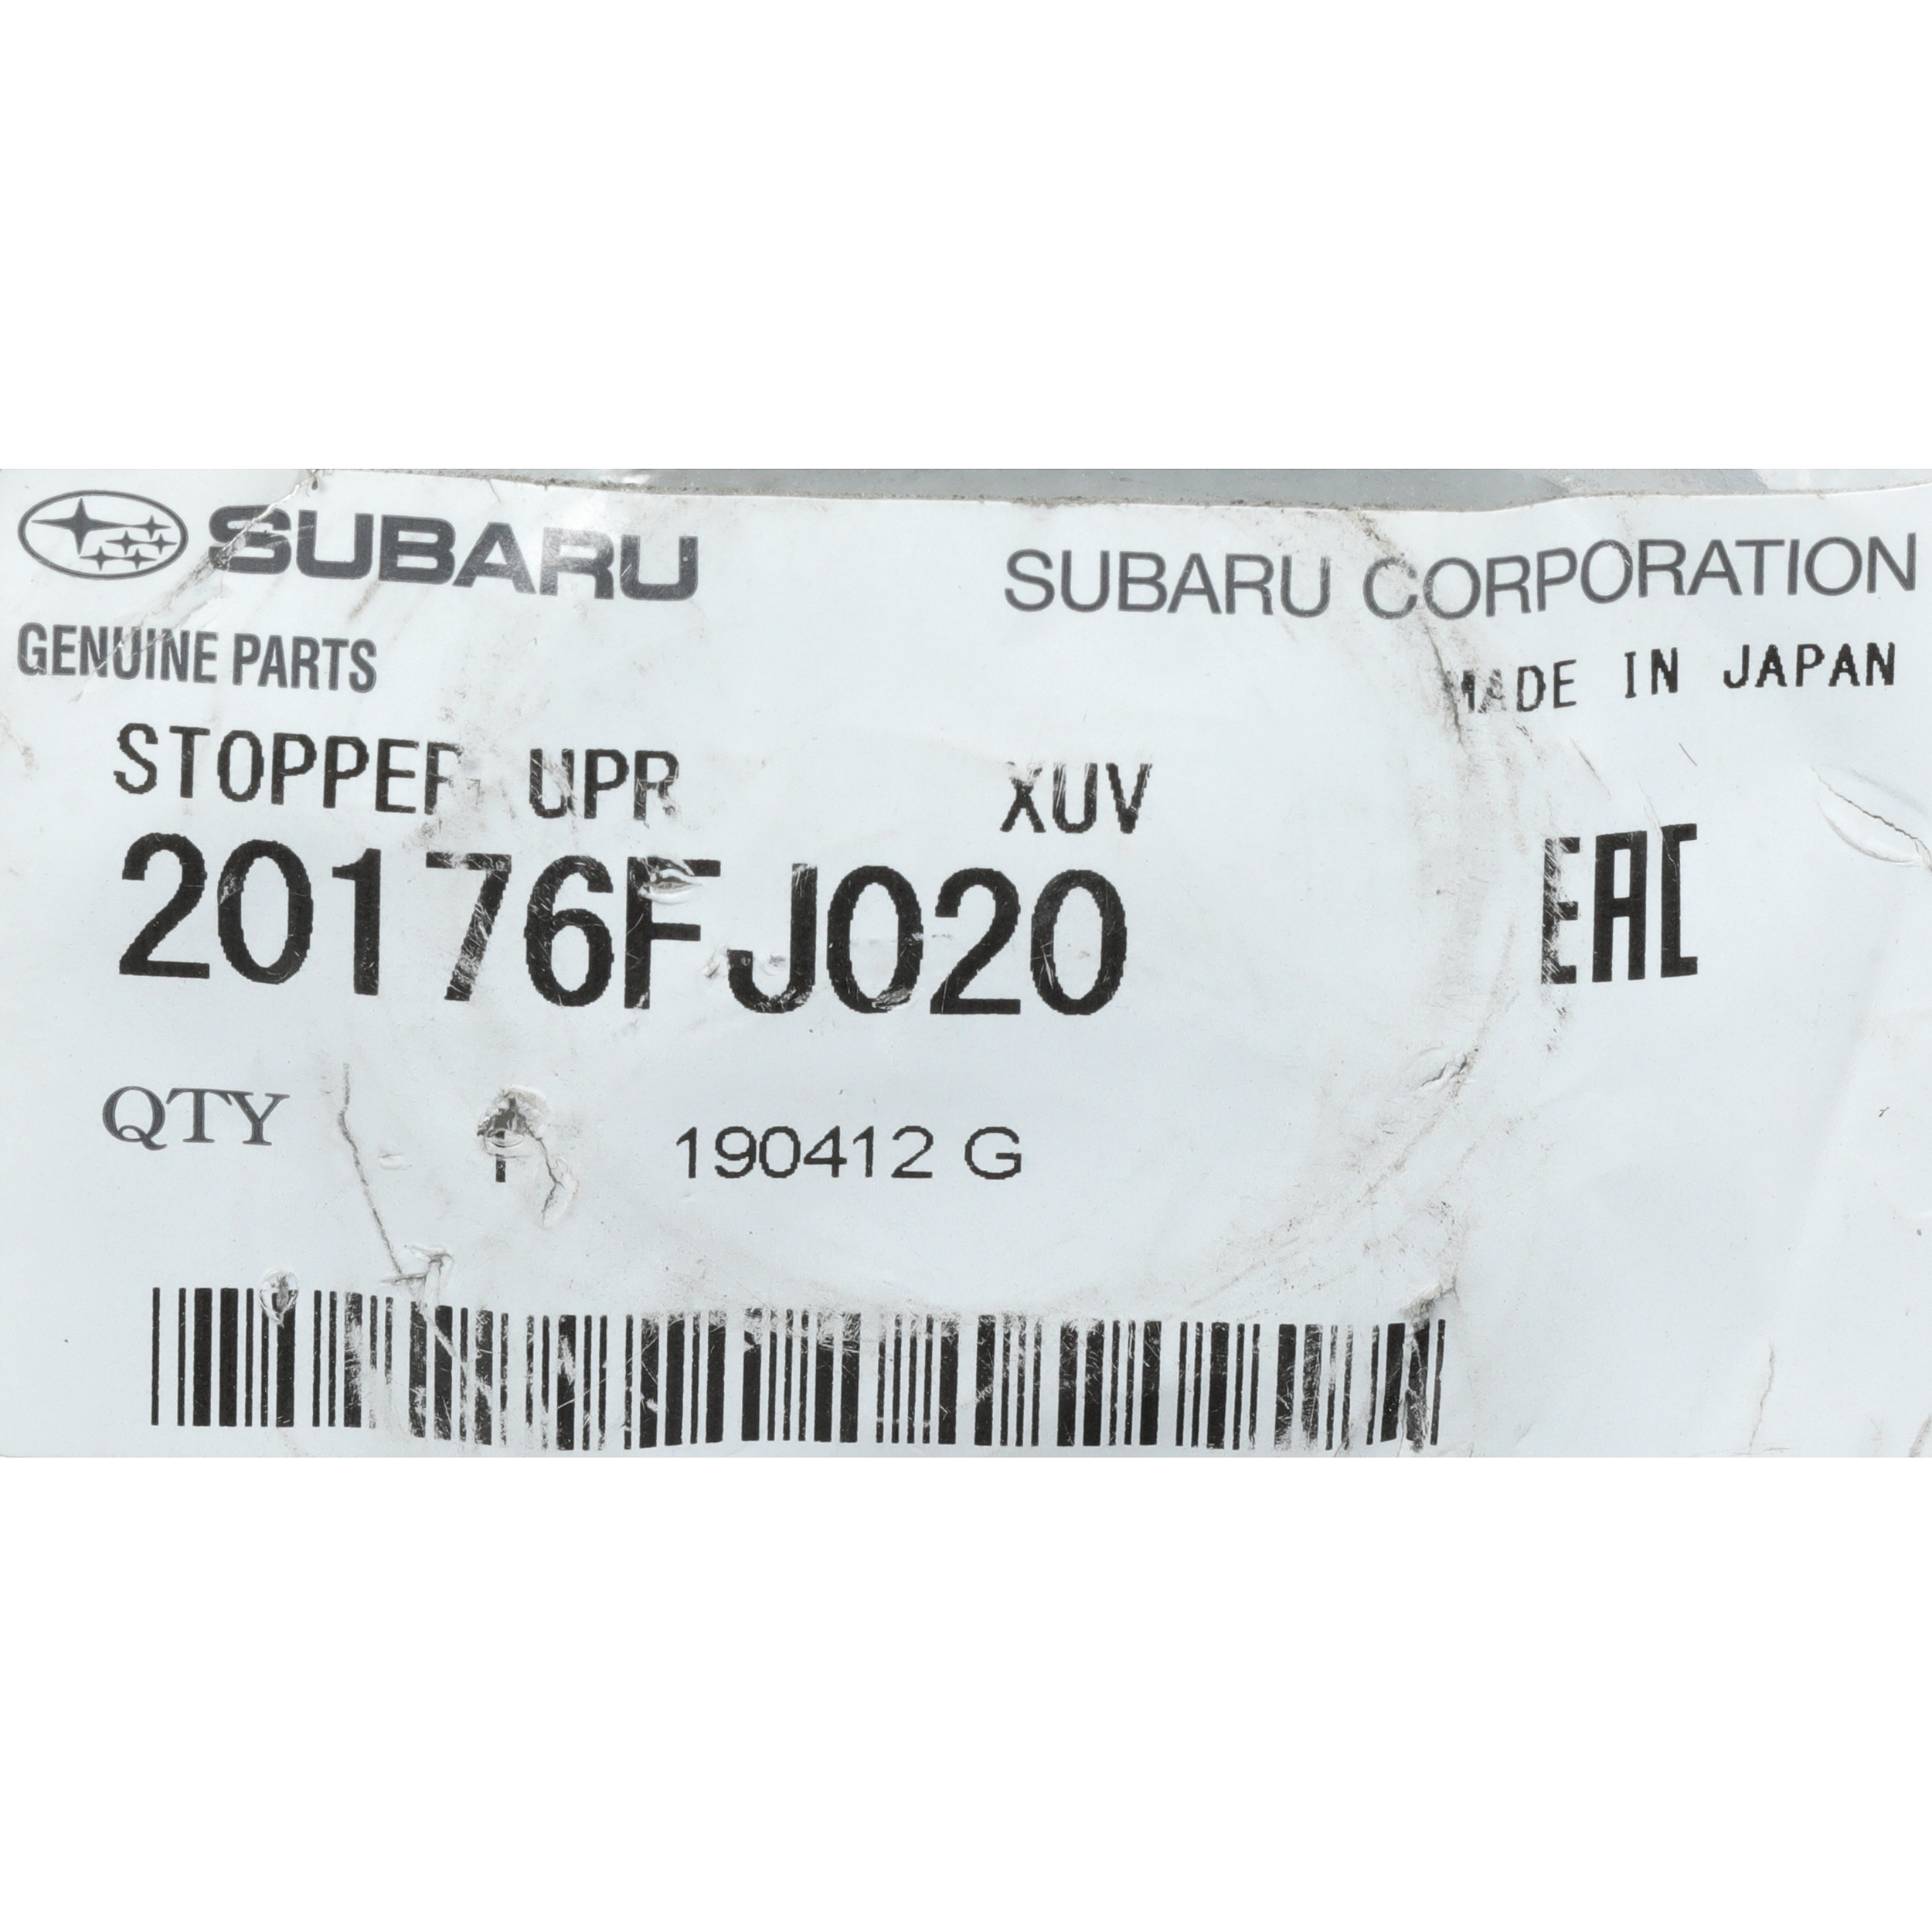 SUBARU
SUBARU CORPORATION
GENUINE PARTS
MADE IN JAPAN
STOPPER, UPR XUV
20176FJ020
EAC
QTY 1 190412 G